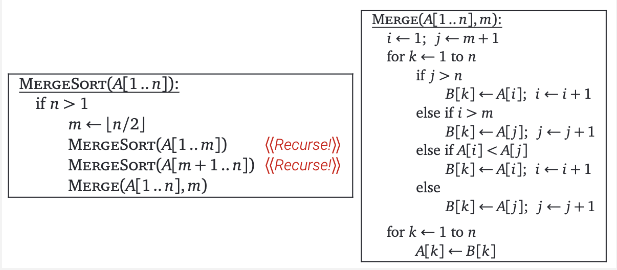 MERGESORT(A[1..n]):
if n > 1
m ← ⌊n/2⌋
MERGESORT(A[1..m]) ⟨⟨Recurse!⟩⟩
MERGESORT(A[m+1..n]) ⟨⟨Recurse!⟩⟩
MERGE(A[1..n], m)
MERGE(A[1..n], m):
i ← 1; j ← m+1
for k ← 1 to n
if j > n
B[k] ← A[i]; i ← i+1
else if i > m
B[k] ← A[j]; j ← j+1
else if A[i] < A[j]
B[k] ← A[i]; i ← i+1
else
B[k] ← A[j]; j ← j+1
for k ← 1 to n
A[k] ← B[k]